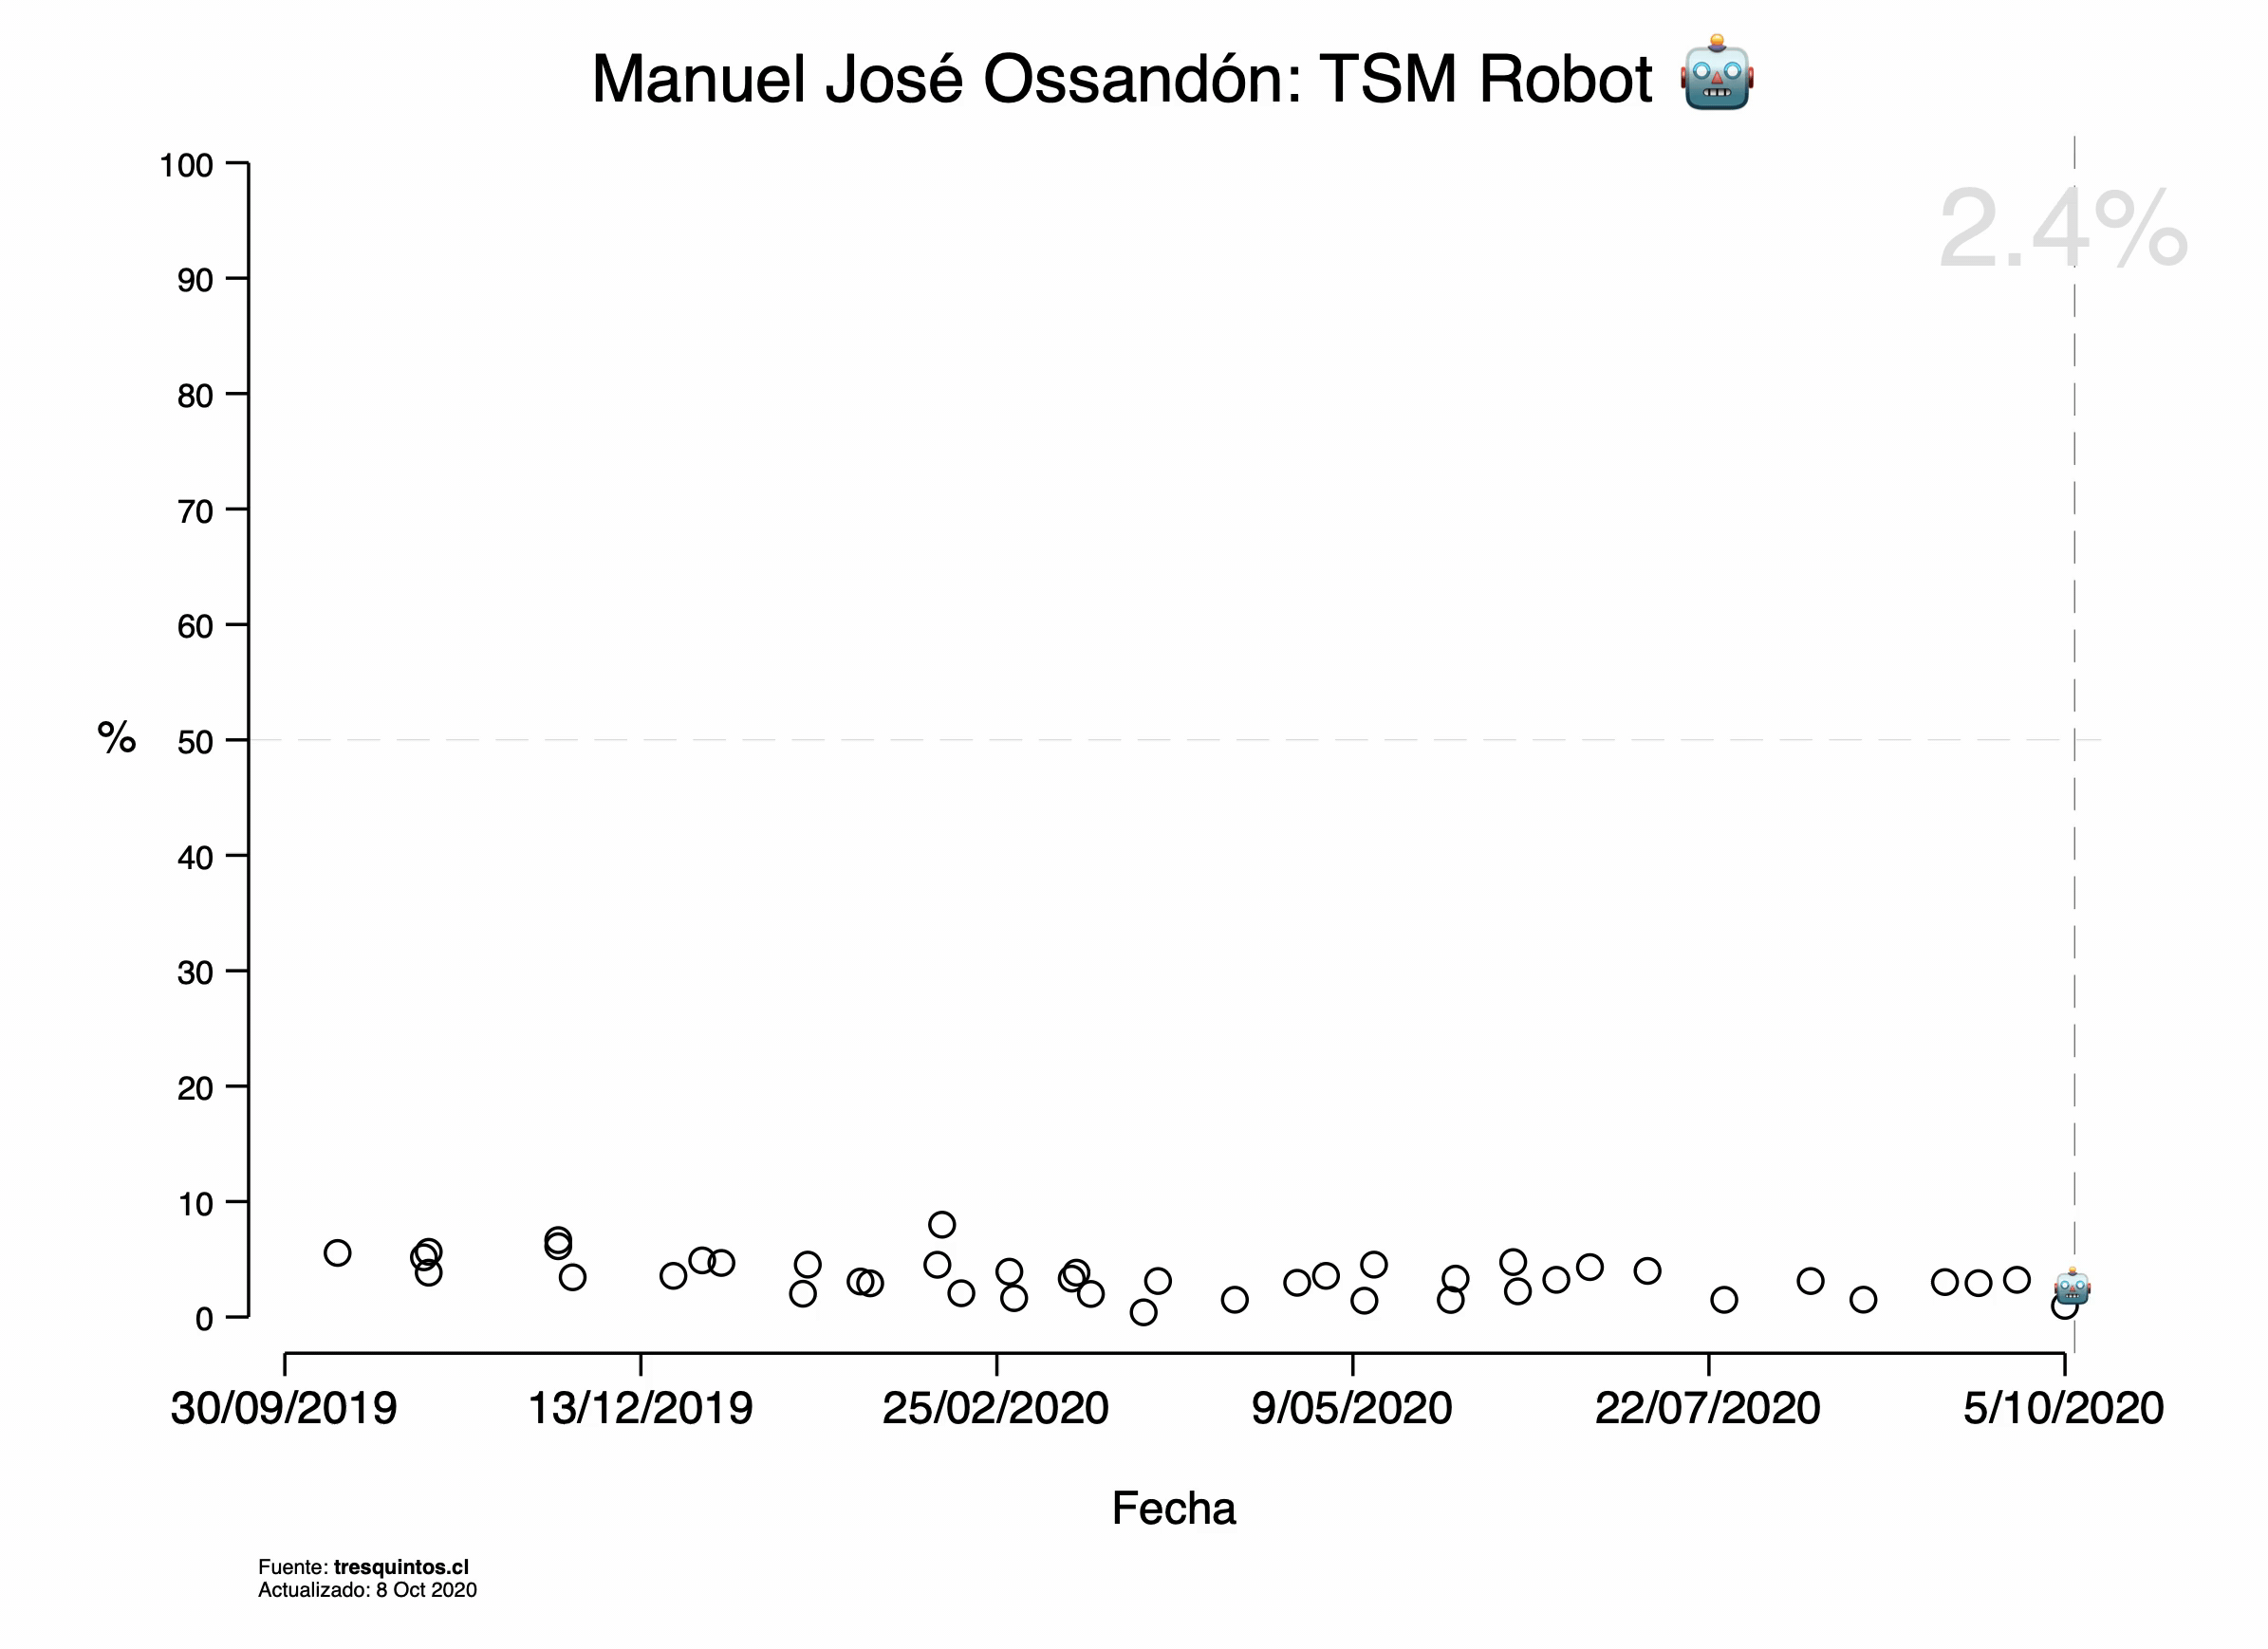 Manuel José Ossandón: TSM Robot 🤖
2.4%
100
90
80
70
60
50
40
30
20
10
0
%
30/09/2019 13/12/2019 25/02/2020 9/05/2020 22/07/2020 5/10/2020
Fecha
Fuente: tresquintos.cl
Actualizado: 8 Oct 2020